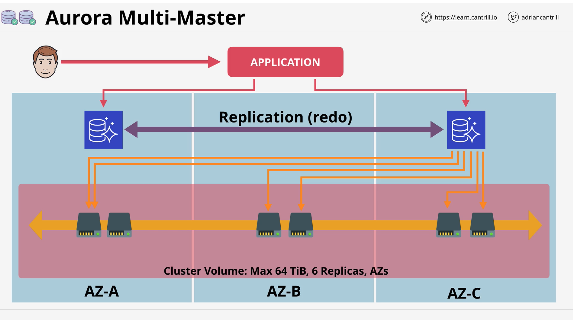 Aurora Multi-Master
https://learn.cantrill.io
adriancantrill
APPLICATION
Replication (redo)
Cluster Volume: Max 64 TiB, 6 Replicas, AZs
AZ-A
AZ-B
AZ-C